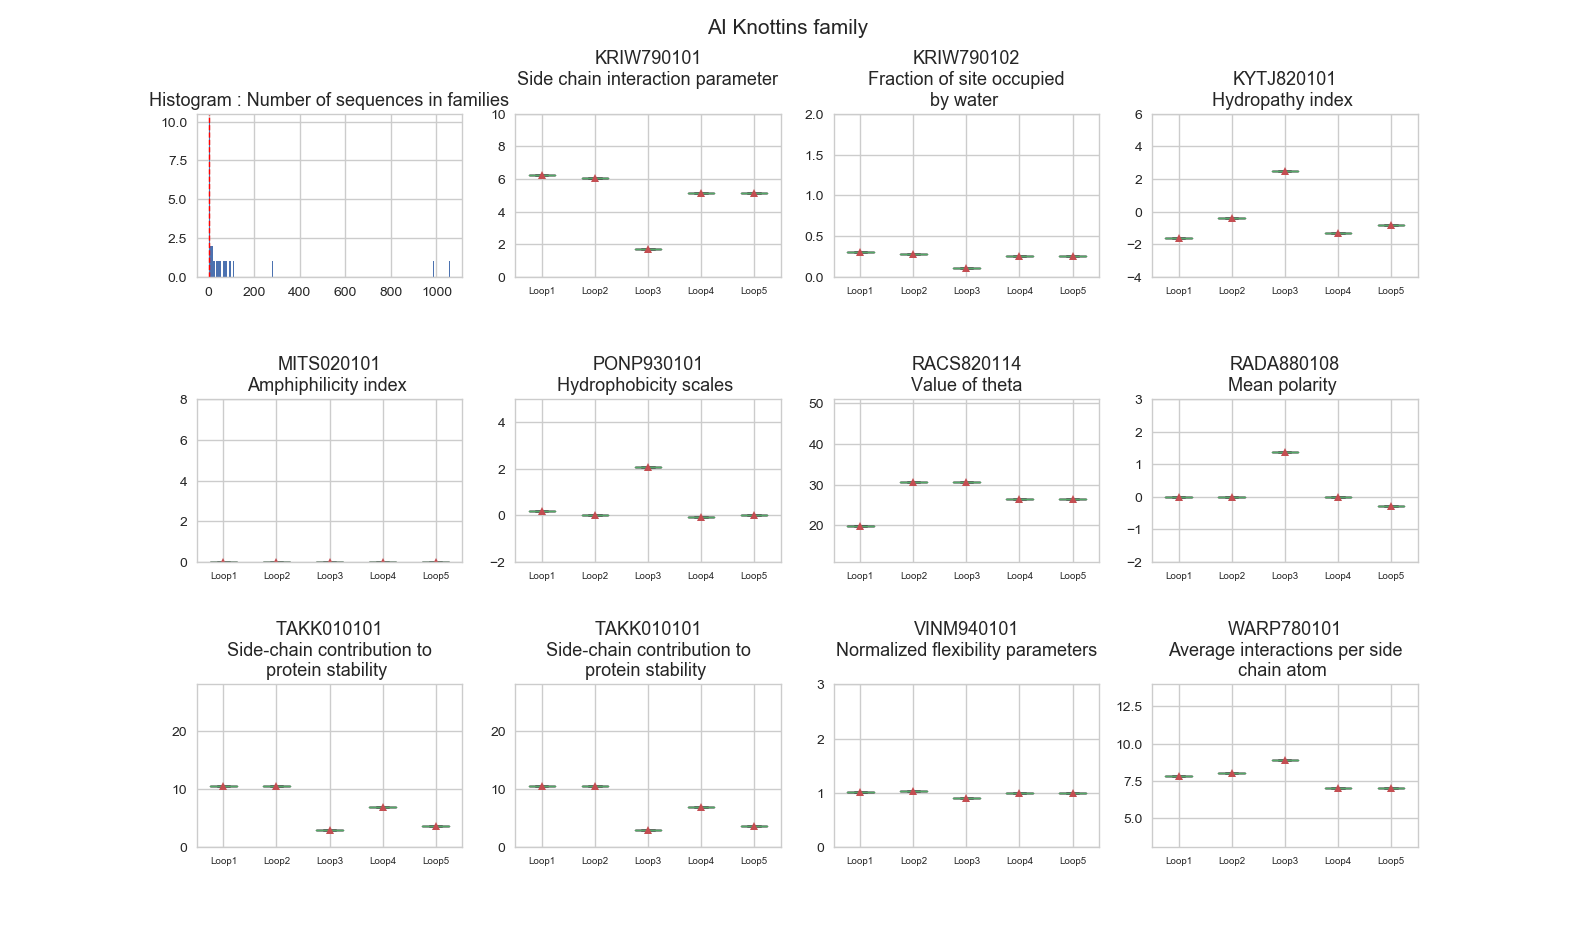 AI Knottins family
Histogram : Number of sequences in families
10.0
7.5
5.0
2.5
0.0
0 200 400 600 800 1000
KRIW790101
Side chain interaction parameter
10
8
6
4
2
0
Loop1 Loop2 Loop3 Loop4 Loop5
KRIW790102
Fraction of site occupied
by water
2.0
1.5
1.0
0.5
0.0
Loop1 Loop2 Loop3 Loop4 Loop5
KYTJ820101
Hydropathy index
6
4
2
0
−2
−4
Loop1 Loop2 Loop3 Loop4 Loop5
MITS020101
Amphiphilicity index
8
6
4
2
0
Loop1 Loop2 Loop3 Loop4 Loop5
PONP930101
Hydrophobicity scales
4
2
0
−2
Loop1 Loop2 Loop3 Loop4 Loop5
RACS820114
Value of theta
50
40
30
20
Loop1 Loop2 Loop3 Loop4 Loop5
RADA880108
Mean polarity
3
2
1
0
−1
−2
Loop1 Loop2 Loop3 Loop4 Loop5
TAKK010101
Side-chain contribution to
protein stability
20
10
0
Loop1 Loop2 Loop3 Loop4 Loop5
TAKK010101
Side-chain contribution to
protein stability
20
10
0
Loop1 Loop2 Loop3 Loop4 Loop5
VINM940101
Normalized flexibility parameters
3
2
1
0
Loop1 Loop2 Loop3 Loop4 Loop5
WARP780101
Average interactions per side
chain atom
12.5
10.0
7.5
5.0
Loop1 Loop2 Loop3 Loop4 Loop5